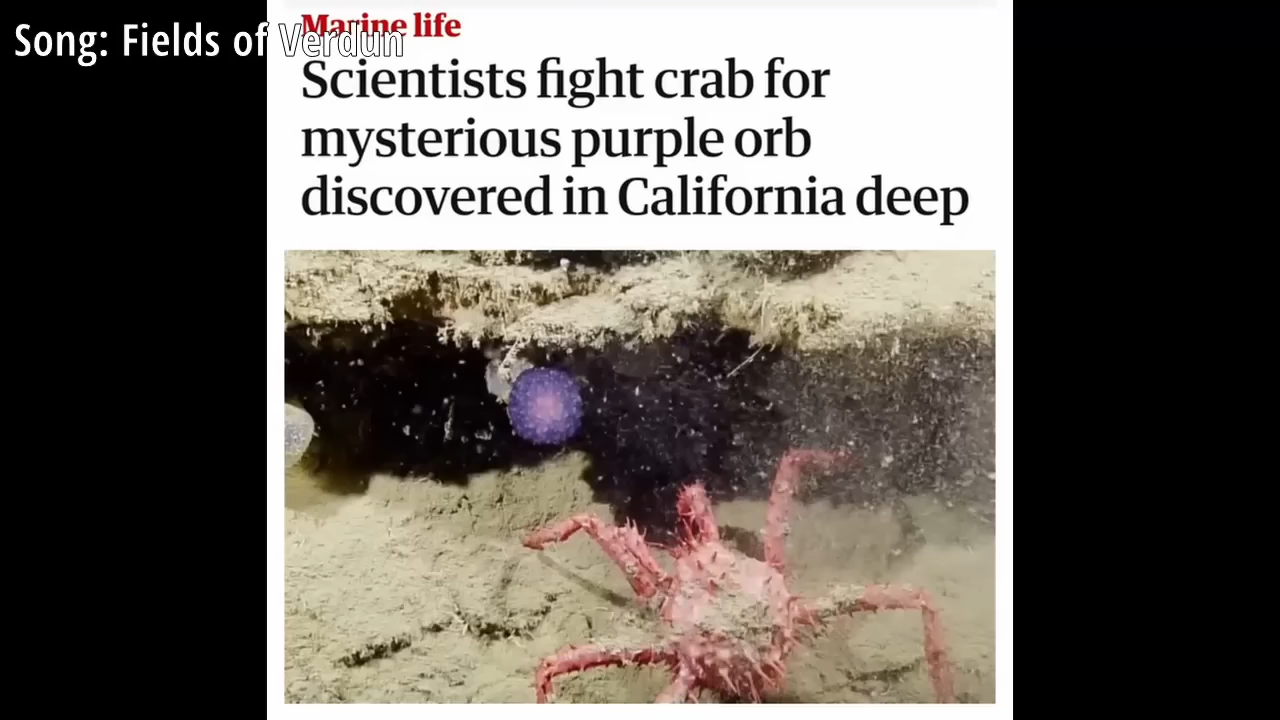 Song: Fields of Verdun
Marine life
Scientists fight crab for
mysterious purple orb
discovered in California deep